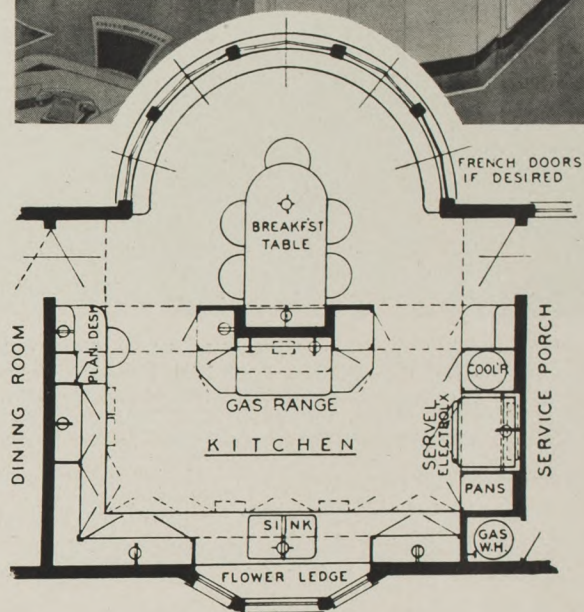 FRENCH DOORS
IF DESIRED
BREAKF'ST
TABLE
PLAN. DESK
DINING ROOM
GAS RANGE
KITCHEN
COOL'R
SERVEL
ELECTROLX
SERVICE PORCH
PANS
SINK
GAS
W.H.
FLOWER LEDGE